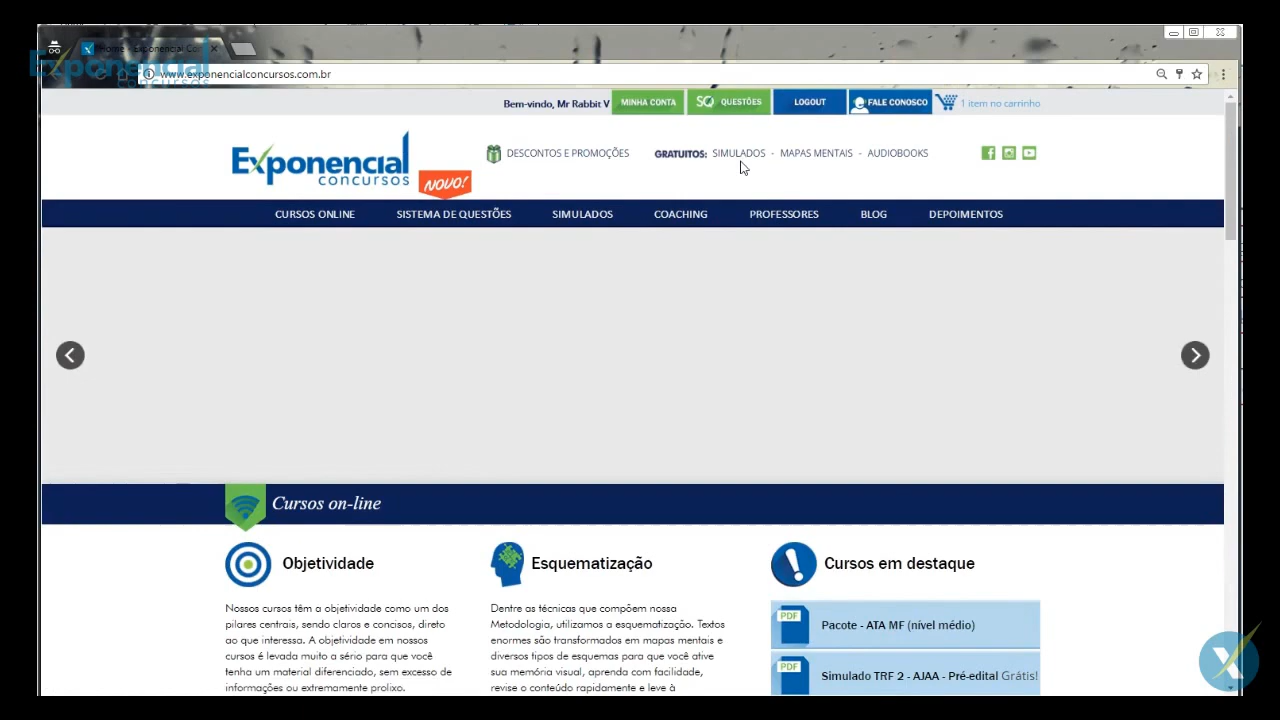 Home - Exponencial Con
Exponencial
concursos
www.exponencialconcursos.com.br
Bem-vindo, Mr Rabbit V
MINHA CONTA
SQ QUESTÕES
LOGOUT
FALE CONOSCO
1 item no carrinho
Exponencial
concursos
NOVO!
DESCONTOS E PROMOÇÕES
GRATUITOS: SIMULADOS - MAPAS MENTAIS - AUDIOBOOKS
CURSOS ONLINE
SISTEMA DE QUESTÕES
SIMULADOS
COACHING
PROFESSORES
BLOG
DEPOIMENTOS
Cursos on-line
Objetividade
Nossos cursos têm a objetividade como um dos
pilares centrais, sendo claros e concisos, direto
ao que interessa. A objetividade em nossos
cursos é levada muito a sério para que você
tenha um material diferenciado, sem excesso de
informações ou extremamente prolixo.
Esquematização
Dentre as técnicas que compõem nossa
Metodologia, utilizamos a esquematização. Textos
enormes são transformados em mapas mentais e
diversos tipos de esquemas para que você ative
sua memória visual, aprenda com facilidade,
revise o conteúdo rapidamente e leve à
Cursos em destaque
PDF
Pacote - ATA MF (nível médio)
PDF
Simulado TRF 2 - AJAA - Pré-edital Grátis!
X